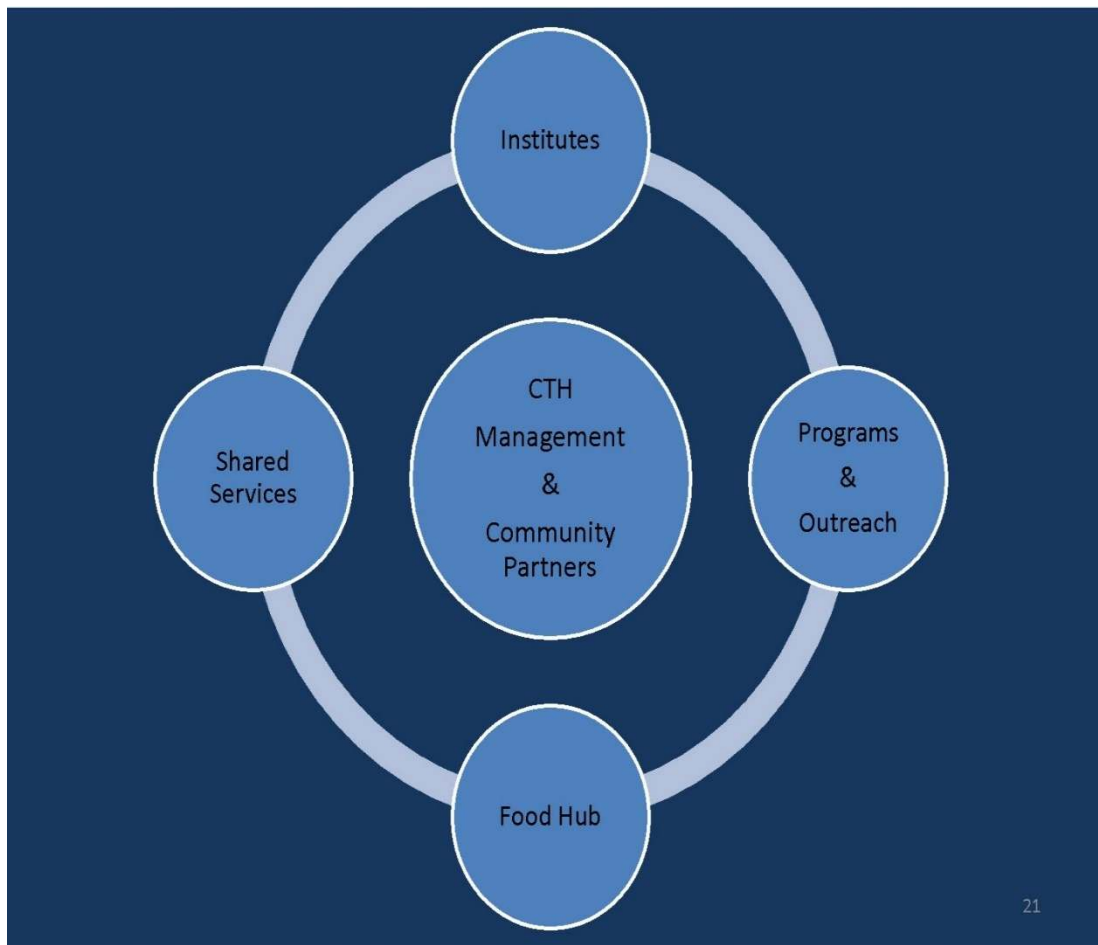 Institutes
CTH
Management
&
Community
Partners
Programs
&
Outreach
Shared
Services
Food Hub
21